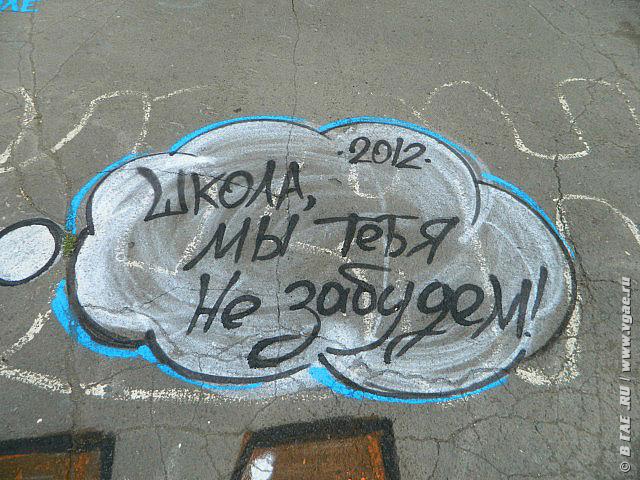 ·2012·
Школа,
мы тебя
не забудем!
© В ГАЕ .RU | www.vgae.ru